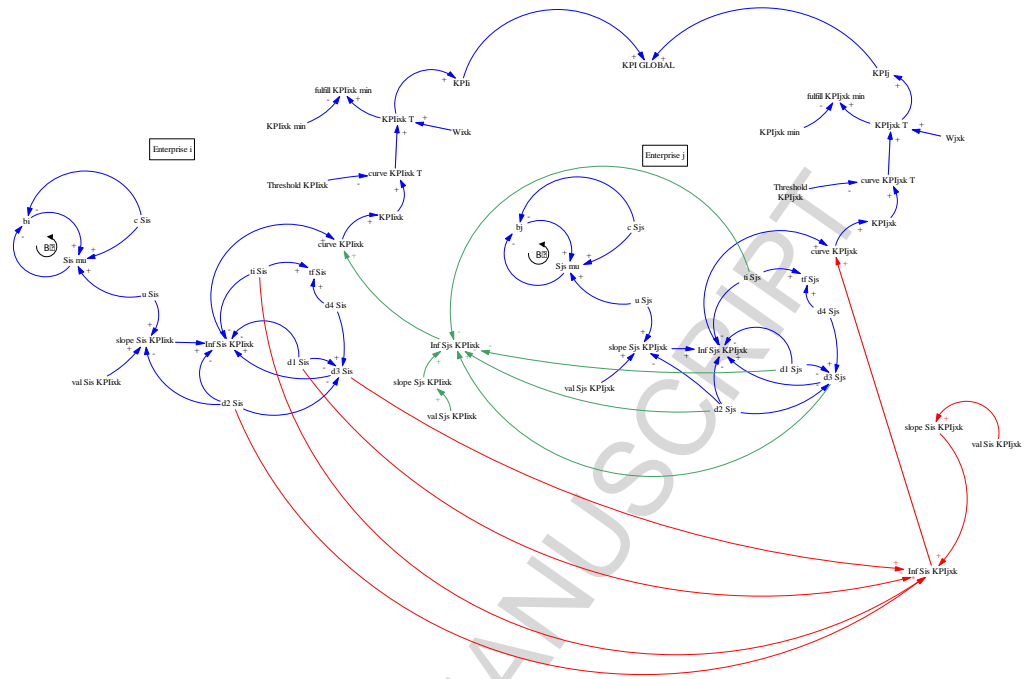 KPI GLOBAL
KPIi
KPIj
fulfill KPIixk min
fulfill KPIjxk min
KPIixk min
KPIixk T
Wixk
KPIjxk min
KPIjxk T
Wjxk
Enterprise i
Enterprise j
Threshold KPIixk
curve KPIixk T
Threshold
KPIjxk
curve KPIjxk T
bi
c Sis
KPIixk
bj
c Sjs
KPIjxk
B
curve KPIixk
B
curve KPIjxk
Sis mu
ti Sis
tf Sis
Sjs mu
ti Sjs
tf Sjs
u Sis
d4 Sis
u Sjs
d4 Sjs
slope Sis KPIixk
Inf Sis KPIixk
Inf Sjs KPIixk
slope Sjs KPIjxk
Inf Sjs KPIjxk
d1 Sis
d3 Sis
d1 Sjs
d3 Sjs
val Sis KPIixk
slope Sjs KPIixk
val Sjs KPIjxk
d2 Sis
val Sjs KPIixk
d2 Sjs
slope Sis KPIjxk
val Sis KPIjxk
Inf Sis KPIjxk
ANUSCRIPT